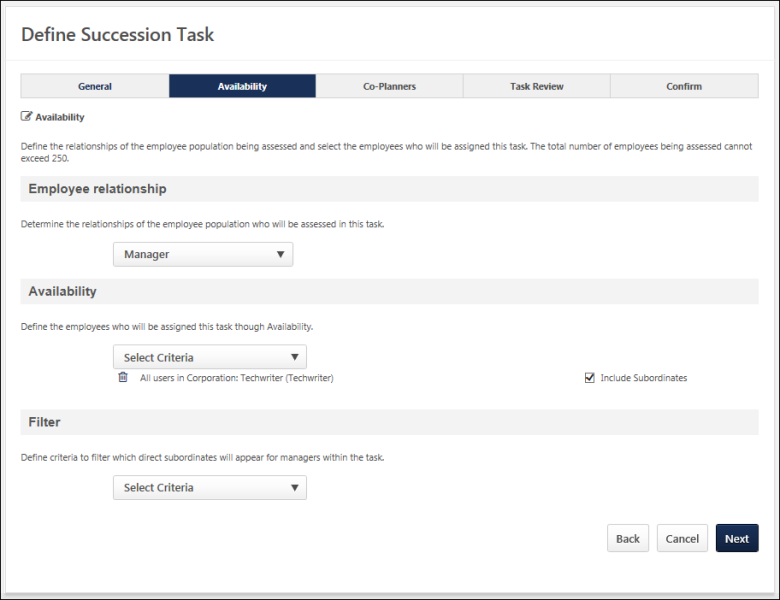 Define Succession Task
General Availability Co-Planners Task Review Confirm
Availability
Define the relationships of the employee population being assessed and select the employees who will be assigned this task. The total number of employees being assessed cannot
exceed 250.
Employee relationship
Determine the relationships of the employee population who will be assessed in this task.
Manager
Availability
Define the employees who will be assigned this task though Availability.
Select Criteria
All users in Corporation: Techwriter (Techwriter) Include Subordinates
Filter
Define criteria to filter which direct subordinates will appear for managers within the task.
Select Criteria
Back Cancel Next